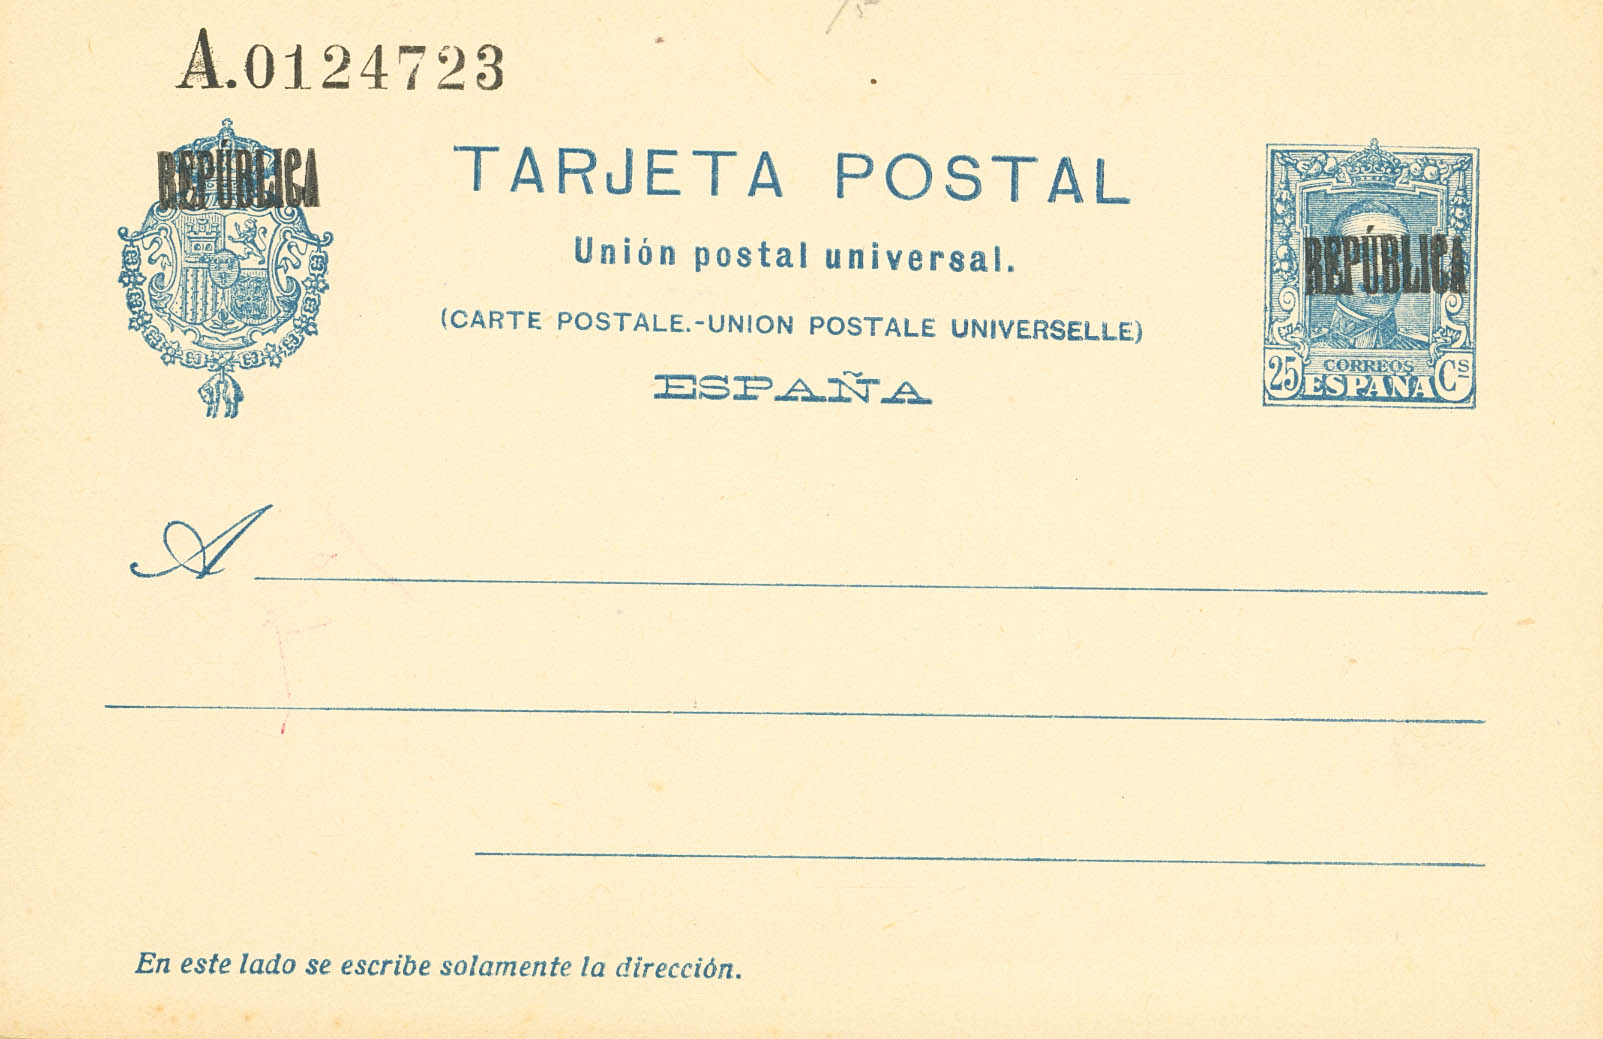 A.0124723
REPÚBLICA
TARJETA POSTAL
Unión postal universal.
(CARTE POSTALE.-UNION POSTALE UNIVERSELLE)
ESPAÑA
REPÚBLICA
CORREOS
25 ESPAÑA Cs
A
En este lado se escribe solamente la dirección.